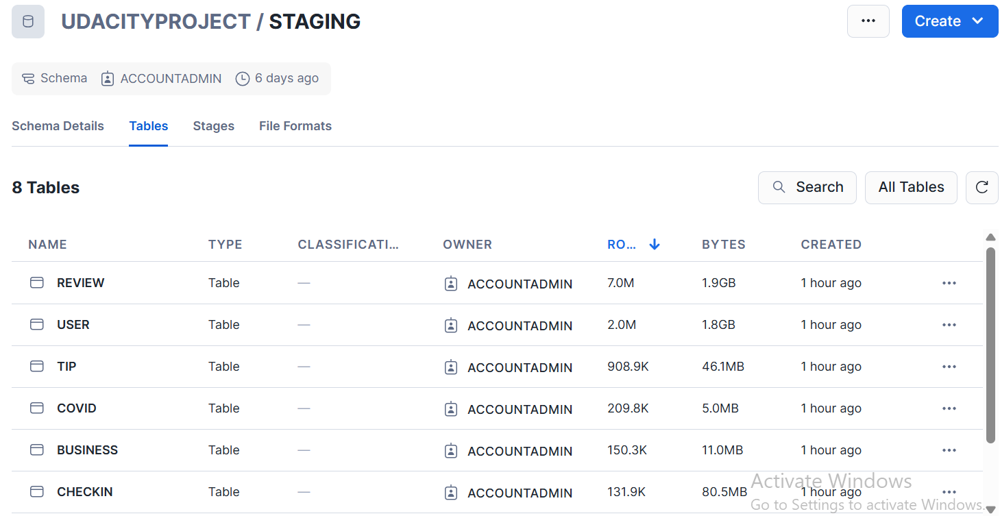 UDACITYPROJECT / STAGING
... Create
Schema ACCOUNTADMIN 6 days ago
Schema Details Tables Stages File Formats
8 Tables Search All Tables
NAME TYPE CLASSIFICATI... OWNER RO... BYTES CREATED
REVIEW Table — ACCOUNTADMIN 7.0M 1.9GB 1 hour ago ...
USER Table — ACCOUNTADMIN 2.0M 1.8GB 1 hour ago ...
TIP Table — ACCOUNTADMIN 908.9K 46.1MB 1 hour ago ...
COVID Table — ACCOUNTADMIN 209.8K 5.0MB 1 hour ago ...
BUSINESS Table — ACCOUNTADMIN 150.3K 11.0MB 1 hour ago ...
CHECKIN Table — ACCOUNTADMIN 131.9K 80.5MB 1 hour ago ...
Activate Windows
Go to Settings to activate Windows.